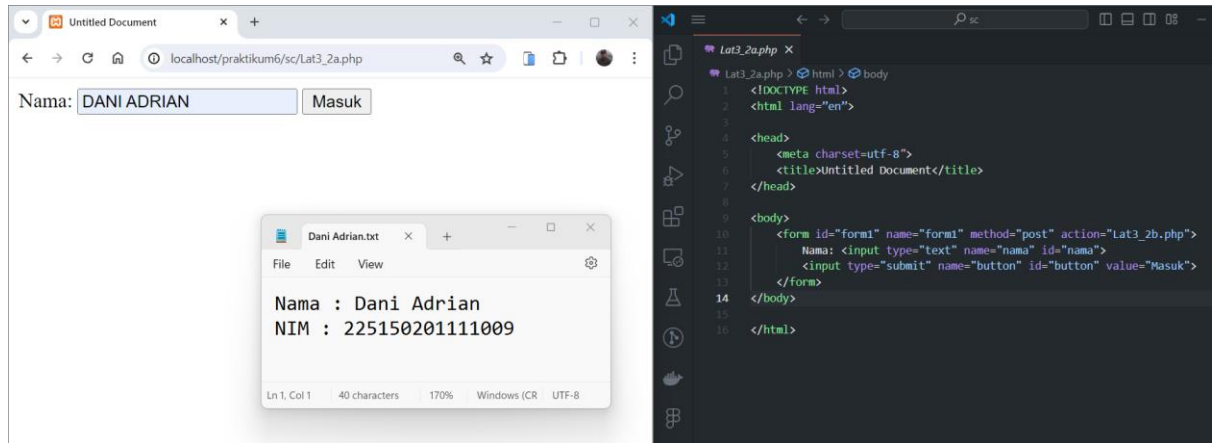 Untitled Document
localhost/praktikum6/sc/Lat3_2a.php
Nama: DANI ADRIAN Masuk
Dani Adrian.txt
File Edit View
Nama : Dani Adrian
NIM : 225150201111009
Ln 1, Col 1 40 characters 170% Windows (CR UTF-8
sc
Lat3_2a.php
Lat3_2a.php > html > body
1 <!DOCTYPE html>
2 <html lang="en">
3
4 <head>
5 <meta charset=utf-8">
6 <title>Untitled Document</title>
7 </head>
8
9 <body>
10 <form id="form1" name="form1" method="post" action="Lat3_2b.php">
11 Nama: <input type="text" name="nama" id="nama">
12 <input type="submit" name="button" id="button" value="Masuk">
13 </form>
14 </body>
15
16 </html>